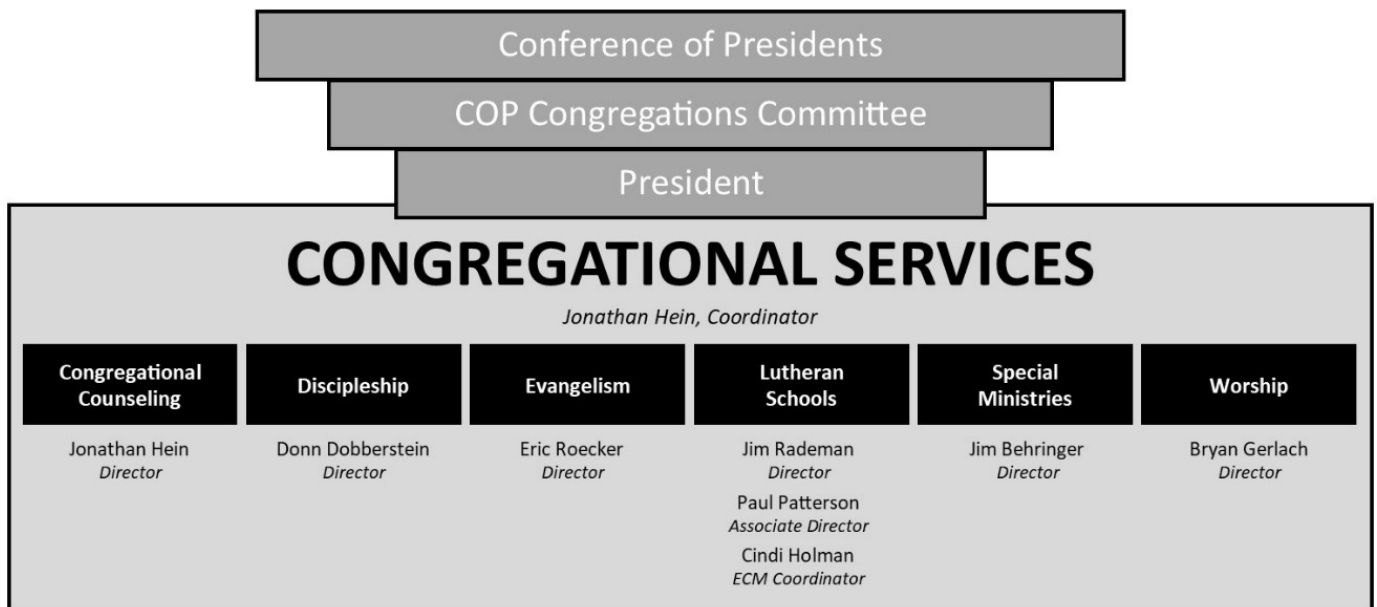 Conference of Presidents
COP Congregations Committee
President
CONGREGATIONAL SERVICES
Jonathan Hein, Coordinator
Congregational
Counseling
Jonathan Hein
Director
Discipleship
Donn Dobberstein
Director
Evangelism
Eric Roecker
Director
Lutheran
Schools
Jim Rademan
Director
Paul Patterson
Associate Director
Cindi Holman
ECM Coordinator
Special
Ministries
Jim Behringer
Director
Worship
Bryan Gerlach
Director